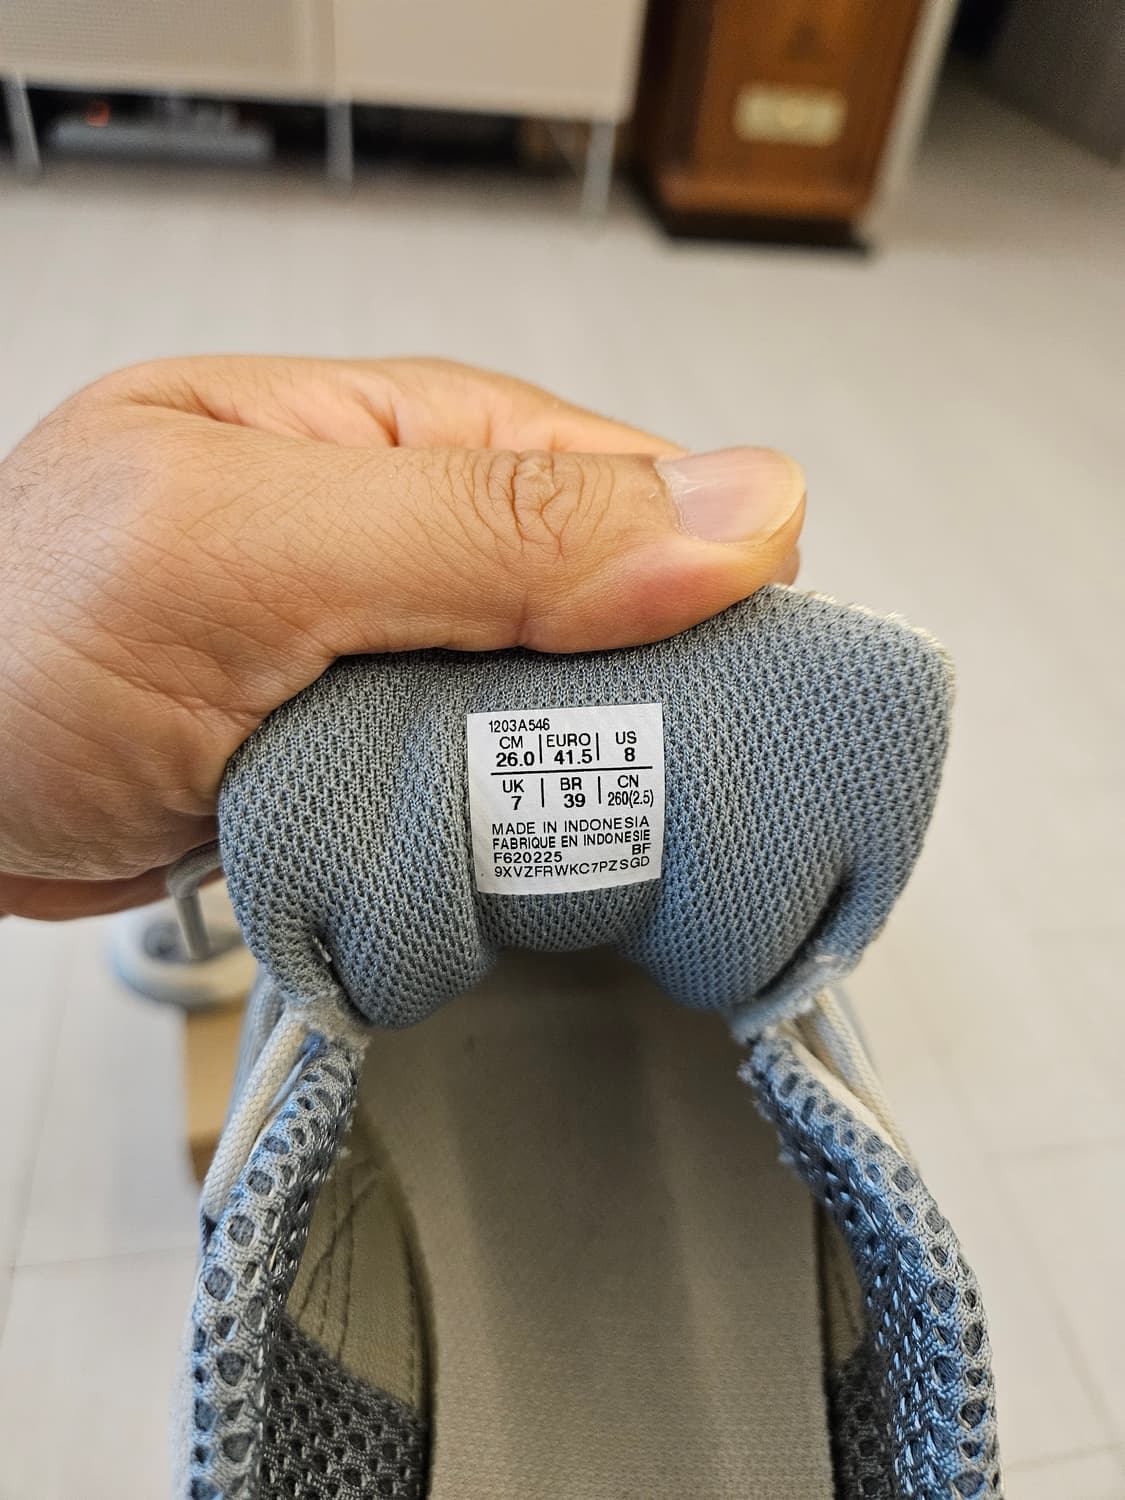 1203A546
CM | EURO | US
26.0 | 41.5 | 8
UK | BR | CN
7 | 39 | 260(2.5)
MADE IN INDONESIA
FABRIQUE EN INDONESIE
F620225 BF
9XVZFRWKC7PZSGD